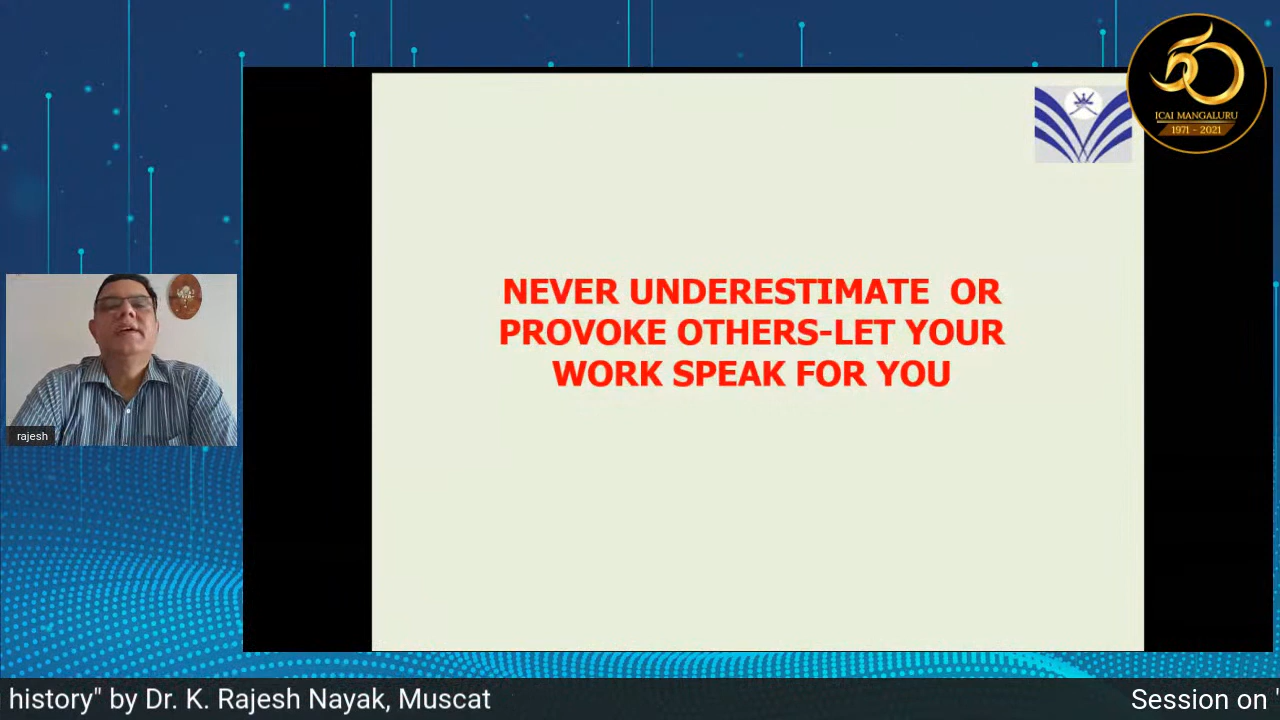 50
ICAI MANGALURU
1971 - 2021
NEVER UNDERESTIMATE OR
PROVOKE OTHERS-LET YOUR
WORK SPEAK FOR YOU
rajesh
history" by Dr. K. Rajesh Nayak, Muscat
Session on "